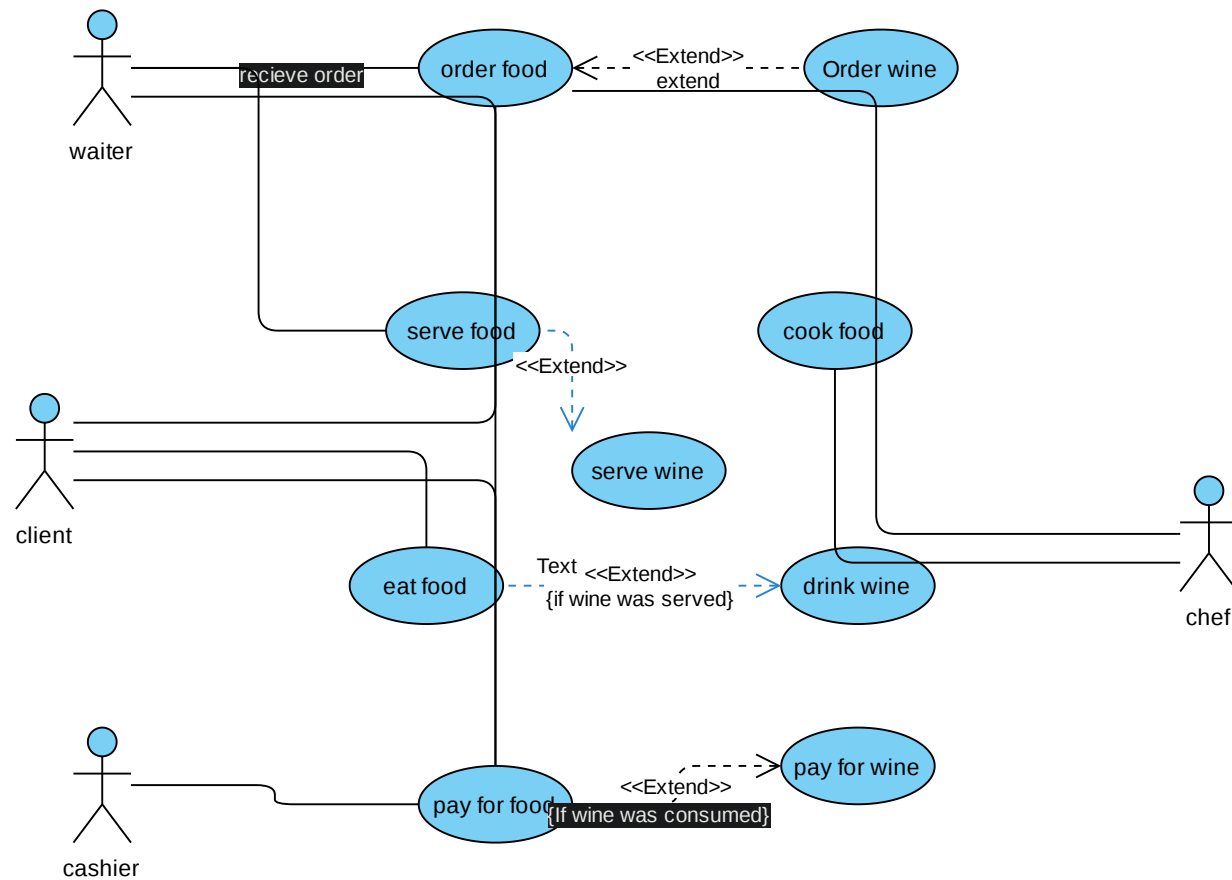 <<Extend>>
extend
recieve order
order food
Order wine
waiter
serve food
cook food
<<Extend>>
serve wine
client
Text
<<Extend>>
{if wine was served}
eat food
drink wine
chef
pay for wine
<<Extend>>
pay for food
{If wine was consumed}
cashier